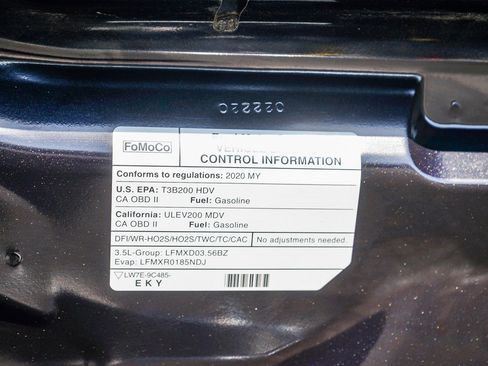 022220
FoMoCo
VEHICLE
CONTROL INFORMATION
Conforms to regulations: 2020 MY
U.S. EPA: T3B200 HDV
CA OBD II Fuel: Gasoline
California: ULEV200 MDV
CA OBD II Fuel: Gasoline
DFI/WR-HO2S/HO2S/TWC/TC/CAC No adjustments needed.
3.5L-Group: LFMXD03.56BZ
Evap: LFMXR0185NDJ
LW7E-9C485-
EKY